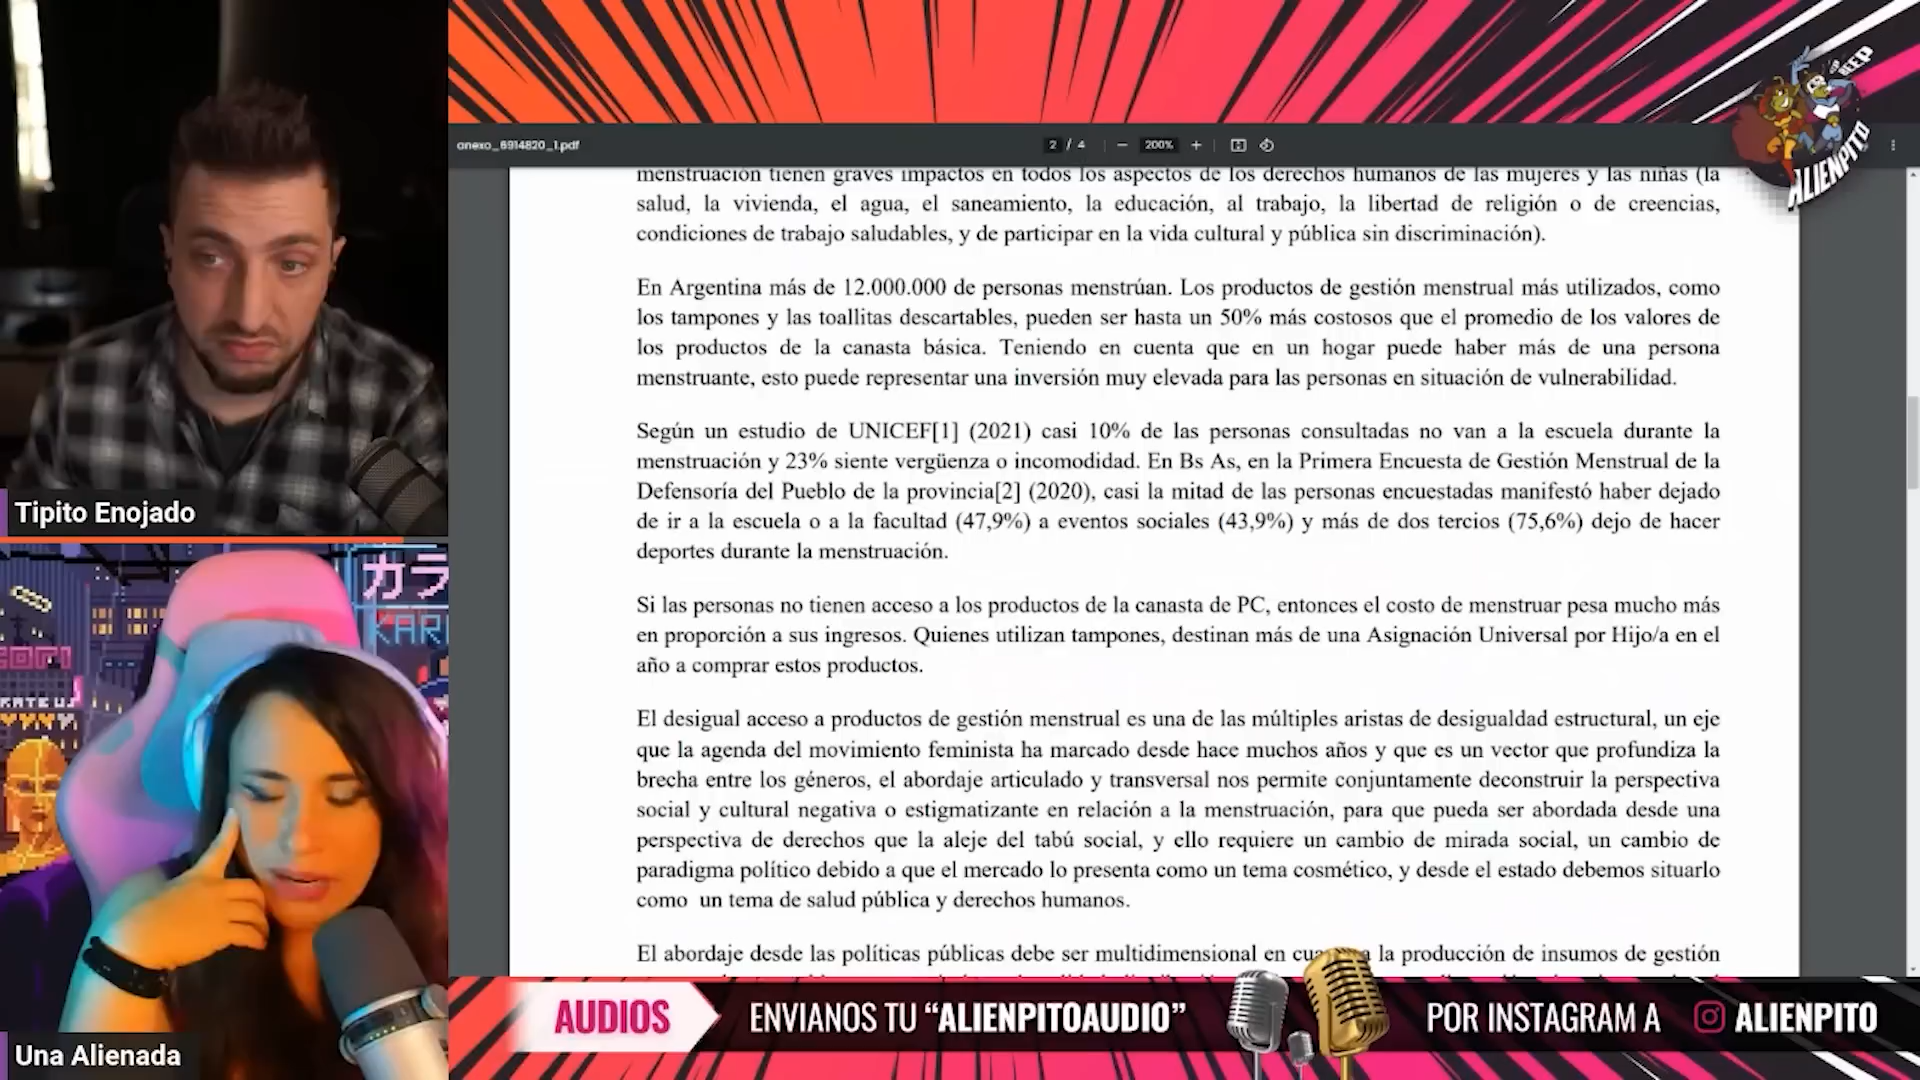 BEEP
ALIENPITO
anexo_6914820_1.pdf
2 / 4
200%
menstruación tienen graves impactos en todos los aspectos de los derechos humanos de las mujeres y las niñas (la
salud, la vivienda, el agua, el saneamiento, la educación, al trabajo, la libertad de religión o de creencias,
condiciones de trabajo saludables, y de participar en la vida cultural y pública sin discriminación).
En Argentina más de 12.000.000 de personas menstrúan. Los productos de gestión menstrual más utilizados, como
los tampones y las toallitas descartables, pueden ser hasta un 50% más costosos que el promedio de los valores de
los productos de la canasta básica. Teniendo en cuenta que en un hogar puede haber más de una persona
menstruante, esto puede representar una inversión muy elevada para las personas en situación de vulnerabilidad.
Según un estudio de UNICEF[1] (2021) casi 10% de las personas consultadas no van a la escuela durante la
menstruación y 23% siente vergüenza o incomodidad. En Bs As, en la Primera Encuesta de Gestión Menstrual de la
Defensoría del Pueblo de la provincia[2] (2020), casi la mitad de las personas encuestadas manifestó haber dejado
de ir a la escuela o a la facultad (47,9%) a eventos sociales (43,9%) y más de dos tercios (75,6%) dejo de hacer
deportes durante la menstruación.
Si las personas no tienen acceso a los productos de la canasta de PC, entonces el costo de menstruar pesa mucho más
en proporción a sus ingresos. Quienes utilizan tampones, destinan más de una Asignación Universal por Hijo/a en el
año a comprar estos productos.
El desigual acceso a productos de gestión menstrual es una de las múltiples aristas de desigualdad estructural, un eje
que la agenda del movimiento feminista ha marcado desde hace muchos años y que es un vector que profundiza la
brecha entre los géneros, el abordaje articulado y transversal nos permite conjuntamente deconstruir la perspectiva
social y cultural negativa o estigmatizante en relación a la menstruación, para que pueda ser abordada desde una
perspectiva de derechos que la aleje del tabú social, y ello requiere un cambio de mirada social, un cambio de
paradigma político debido a que el mercado lo presenta como un tema cosmético, y desde el estado debemos situarlo
como un tema de salud pública y derechos humanos.
El abordaje desde las políticas públicas debe ser multidimensional en a la producción de insumos de gestión
Tipito Enojado
カラ
KAR
Una Alienada
AUDIOS
ENVIANOS TU “ALIENPITOAUDIO”
POR INSTAGRAM A
ALIENPITO